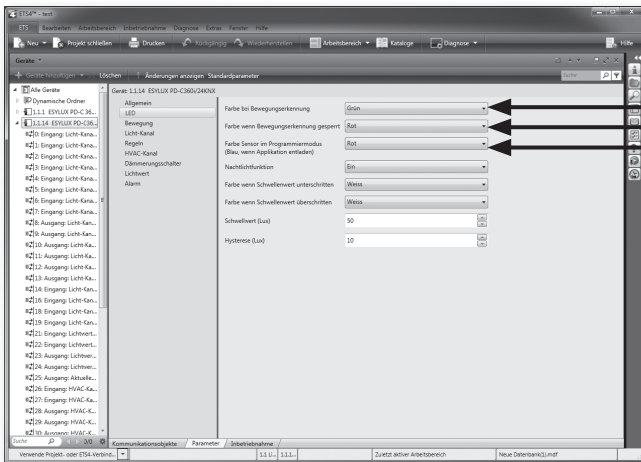 ETS4™ - test
ETS Bearbeiten Arbeitsbereich Inbetriebnahme Diagnose Extras Fenster Hilfe
Neu Projekt schließen Drucken Rückgängig Wiederherstellen Arbeitsbereich Kataloge Diagnose Hilfe
Geräte
Geräte hinzufügen Löschen Änderungen anzeigen Standardparameter Suche
Alle Geräte
Dynamische Ordner
1.1.1 ESYLUX PD-C 36...
1.1.14 ESYLUX PD-C36...
0: Eingang: Licht-Kana...
1: Eingang: Licht-Kana...
2: Eingang: Licht-Kana...
3: Eingang: Licht-Kana...
4: Eingang: Licht-Kana...
5: Eingang: Licht-Kana...
6: Eingang: Licht-Kana...
7: Eingang: Licht-Kana...
8: Ausgang: Licht-Kan...
9: Ausgang: Licht-Kan...
10: Ausgang: Licht-Ka...
11: Ausgang: Licht-Ka...
12: Ausgang: Licht-Ka...
13: Ausgang: Licht-Ka...
14: Eingang: Licht-Kan...
16: Eingang: Licht-Kan...
18: Eingang: Licht-Kan...
19: Eingang: Licht-Kan...
21: Eingang: Lichtwert...
22: Eingang: Lichtwert...
23: Ausgang: Lichtwer...
24: Ausgang: Lichtwer...
25: Ausgang: Aktuelle...
26: Eingang: HVAC-Ka...
27: Eingang: HVAC-Ka...
28: Ausgang: HVAC-K...
29: Ausgang: HVAC-K...
30: Ausgang: HVAC-K...
Suche 0/0
Gerät: 1.1.14 ESYLUX PD-C360i/24KNX
Allgemein
LED
Bewegung
Licht-Kanal
Regeln
HVAC-Kanal
Dämmerungsschalter
Lichtwert
Alarm
Farbe bei Bewegungserkennung Grün
Farbe wenn Bewegungserkennung gesperrt Rot
Farbe Sensor im Programmiermodus Rot
(Blau, wenn Applikation entladen)
Nachtlichtfunktion Ein
Farbe wenn Schwellenwert unterschritten Weiss
Farbe wenn Schwellenwert überschritten Weiss
Schwellwert (Lux) 50
Hysterese (Lux) 10
Kommunikationsobjekte Parameter Inbetriebnahme
Verwende Projekt- oder ETS4-Verbind... 1.1 Li... 1.1.1... Zuletzt aktiver Arbeitsbereich Neue Datenbank(1).mdf